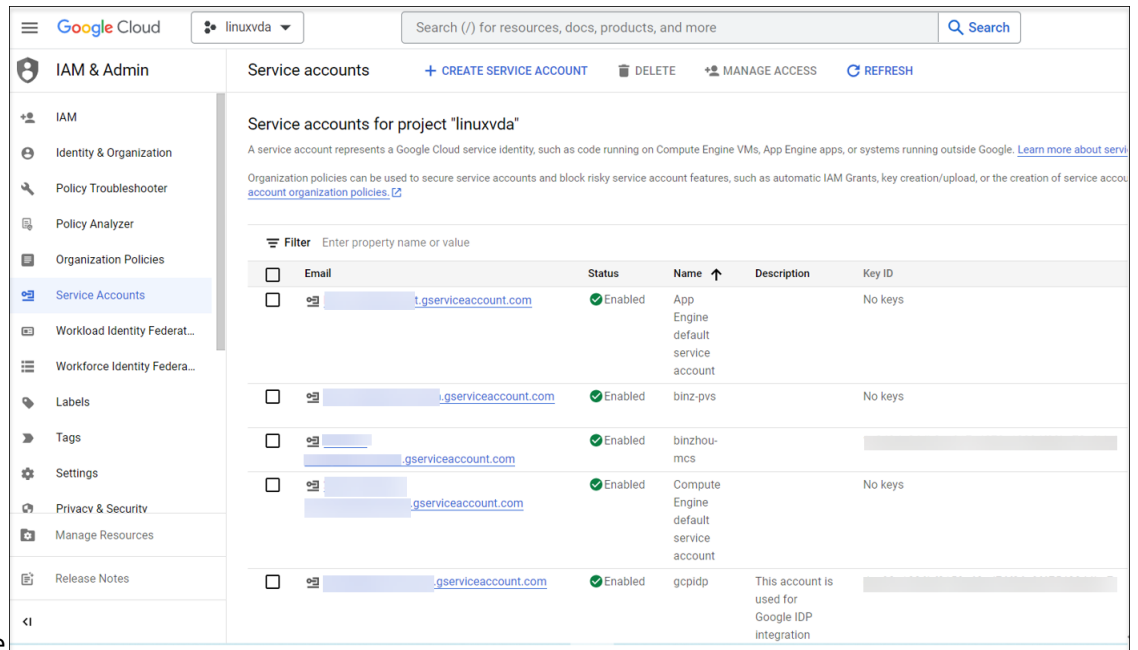 Google Cloud
linuxvda
Search (/) for resources, docs, products, and more
Search
IAM & Admin
Service accounts
+ CREATE SERVICE ACCOUNT
DELETE
MANAGE ACCESS
REFRESH
IAM
Identity & Organization
Policy Troubleshooter
Policy Analyzer
Organization Policies
Service Accounts
Workload Identity Federat...
Workforce Identity Federa...
Labels
Tags
Settings
Privacy & Security
Manage Resources
Release Notes
Service accounts for project "linuxvda"
A service account represents a Google Cloud service identity, such as code running on Compute Engine VMs, App Engine apps, or systems running outside Google. Learn more about servi
Organization policies can be used to secure service accounts and block risky service account features, such as automatic IAM Grants, key creation/upload, or the creation of service accou
account organization policies.
Filter Enter property name or value
Email Status Name Description Key ID
t.gserviceaccount.com Enabled App No keys
Engine
default
service
account
.gserviceaccount.com Enabled binz-pvs No keys
Enabled binzhou-
.gserviceaccount.com mcs
Enabled Compute No keys
.gserviceaccount.com Engine
default
service
account
.gserviceaccount.com Enabled gcpidp This account is
used for
Google IDP
integration
e